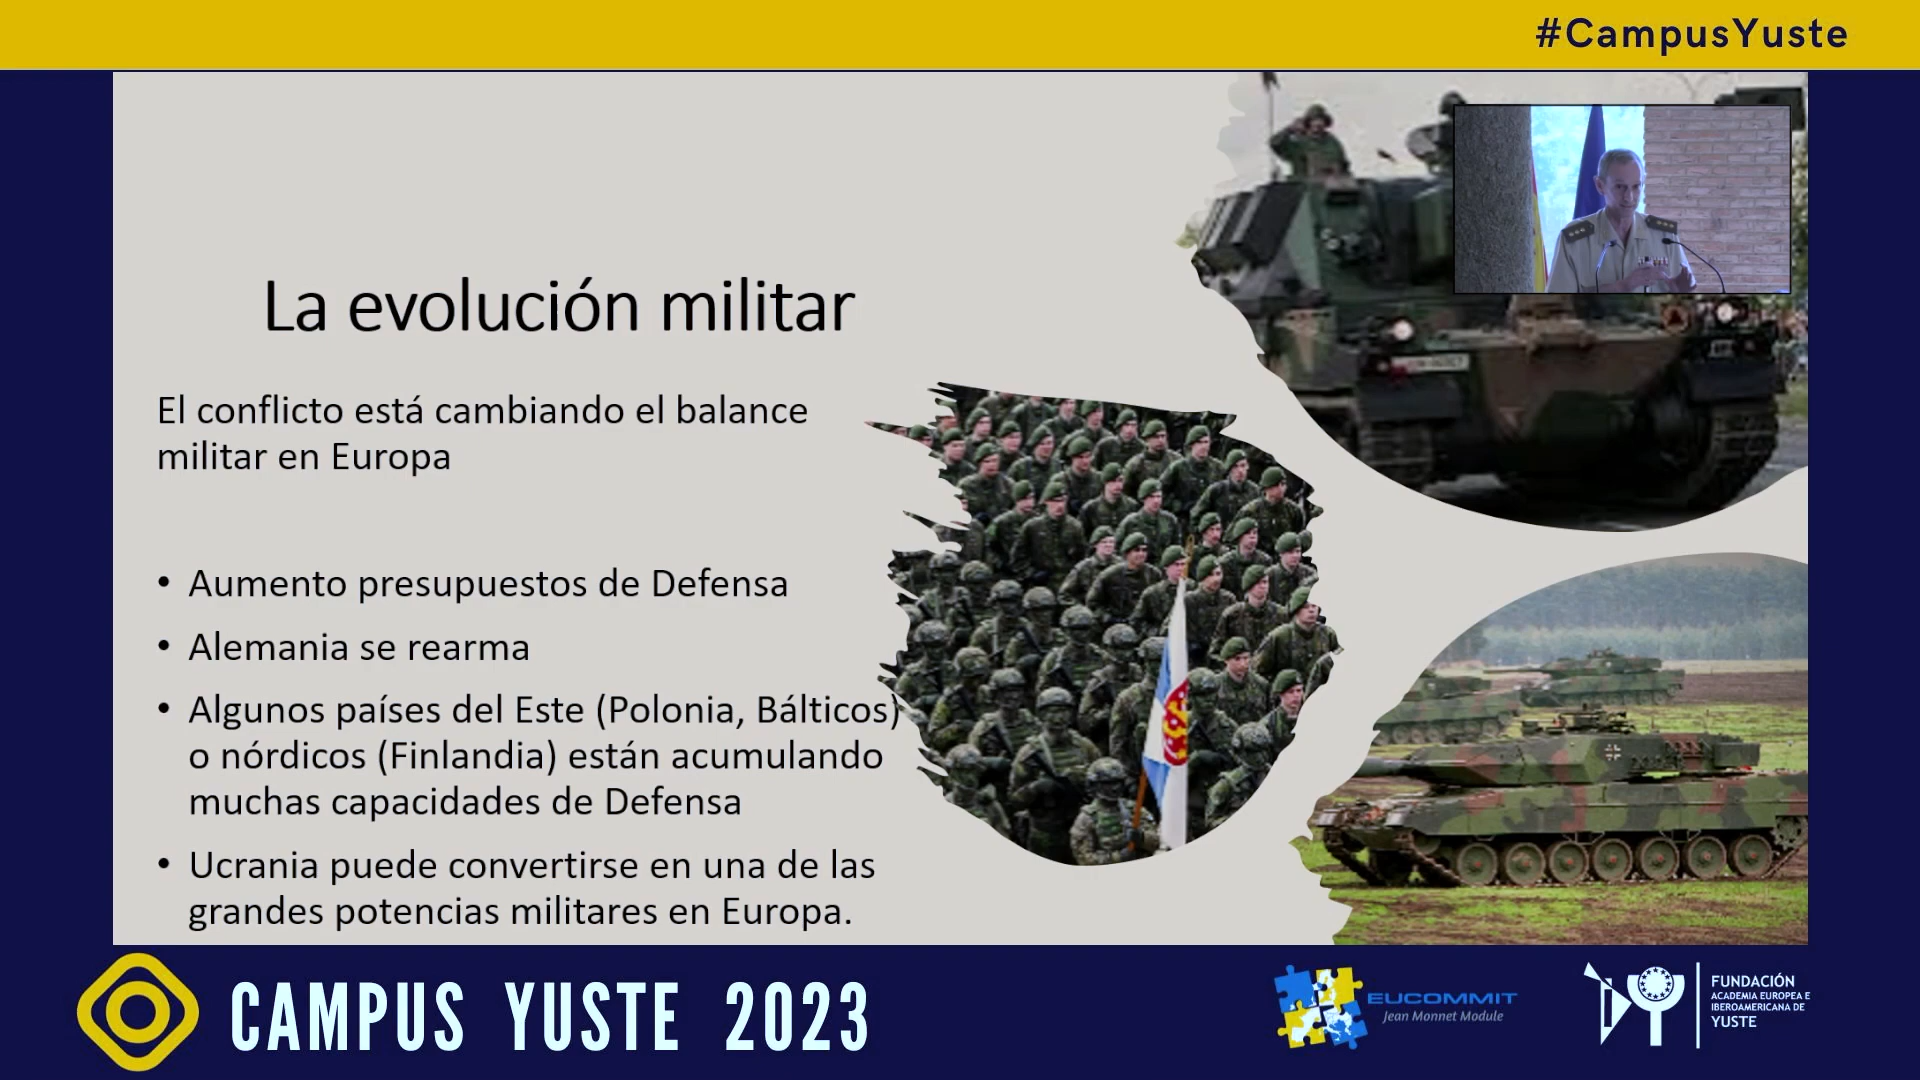 #CampusYuste
La evolución militar
El conflicto está cambiando el balance
militar en Europa
• Aumento presupuestos de Defensa
• Alemania se rearma
• Algunos países del Este (Polonia, Bálticos)
o nórdicos (Finlandia) están acumulando
muchas capacidades de Defensa
• Ucrania puede convertirse en una de las
grandes potencias militares en Europa.
CAMPUS YUSTE 2023
EUCOMMIT
Jean Monnet Module
FUNDACIÓN
ACADEMIA EUROPEA E
IBEROAMERICANA DE
YUSTE